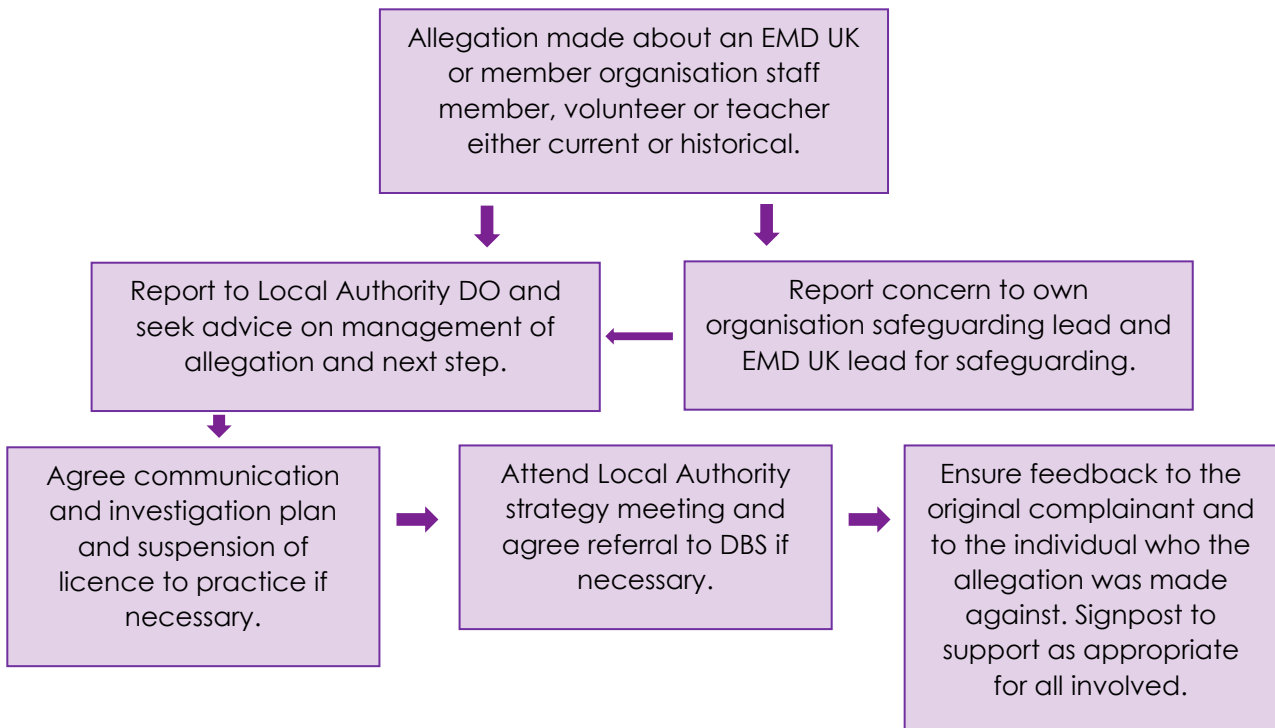 Allegation made about an EMD UK
or member organisation staff
member, volunteer or teacher
either current or historical.
Report to Local Authority DO and
seek advice on management of
allegation and next step.
Report concern to own
organisation safeguarding lead and
EMD UK lead for safeguarding.
Agree communication
and investigation plan
and suspension of
licence to practice if
necessary.
Attend Local Authority
strategy meeting and
agree referral to DBS if
necessary.
Ensure feedback to the
original complainant and
to the individual who the
allegation was made
against. Signpost to
support as appropriate
for all involved.